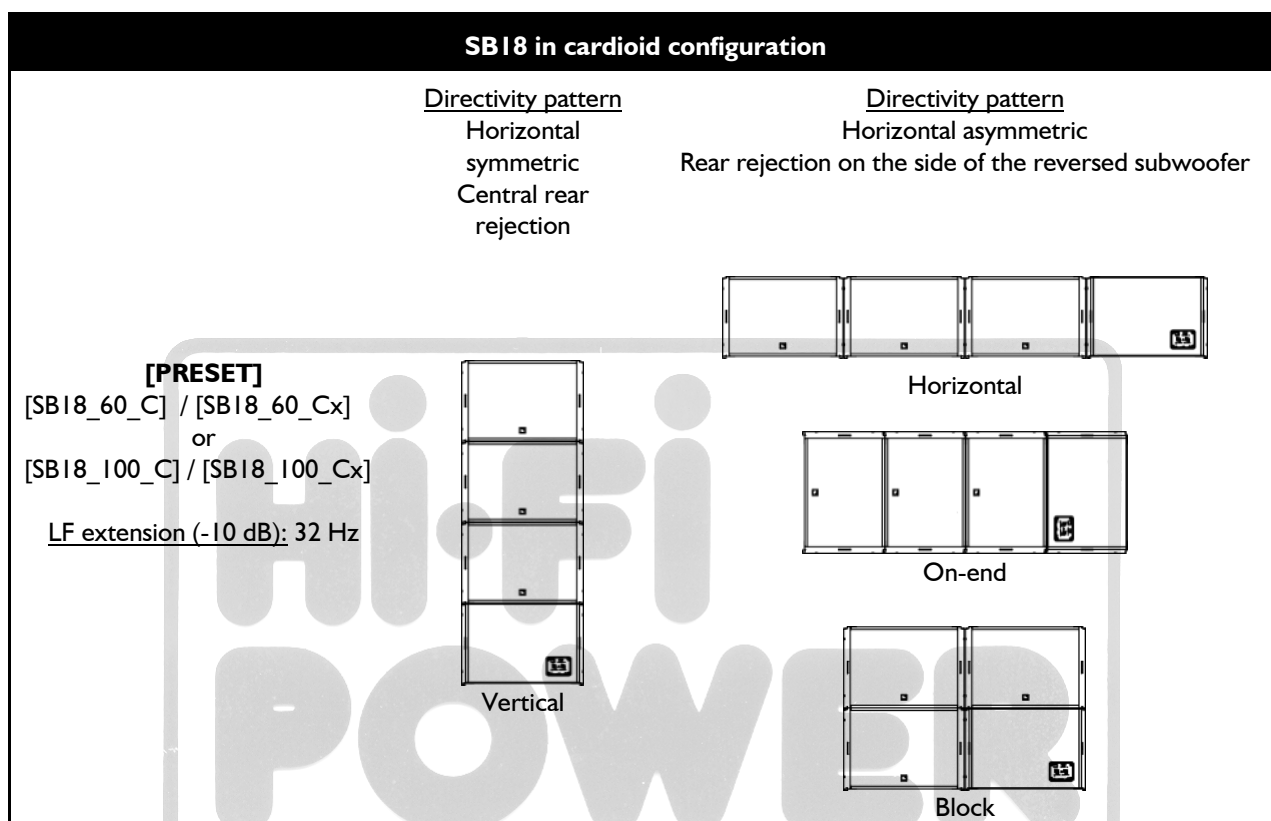 SB18 in cardioid configuration
Directivity pattern
Horizontal
symmetric
Central rear
rejection
Directivity pattern
Horizontal asymmetric
Rear rejection on the side of the reversed subwoofer
[PRESET]
[SB18_60_C] / [SB18_60_Cx]
or
[SB18_100_C] / [SB18_100_Cx]
LF extension (-10 dB): 32 Hz
Vertical
Horizontal
On-end
Block
Hi-Fi
POWER